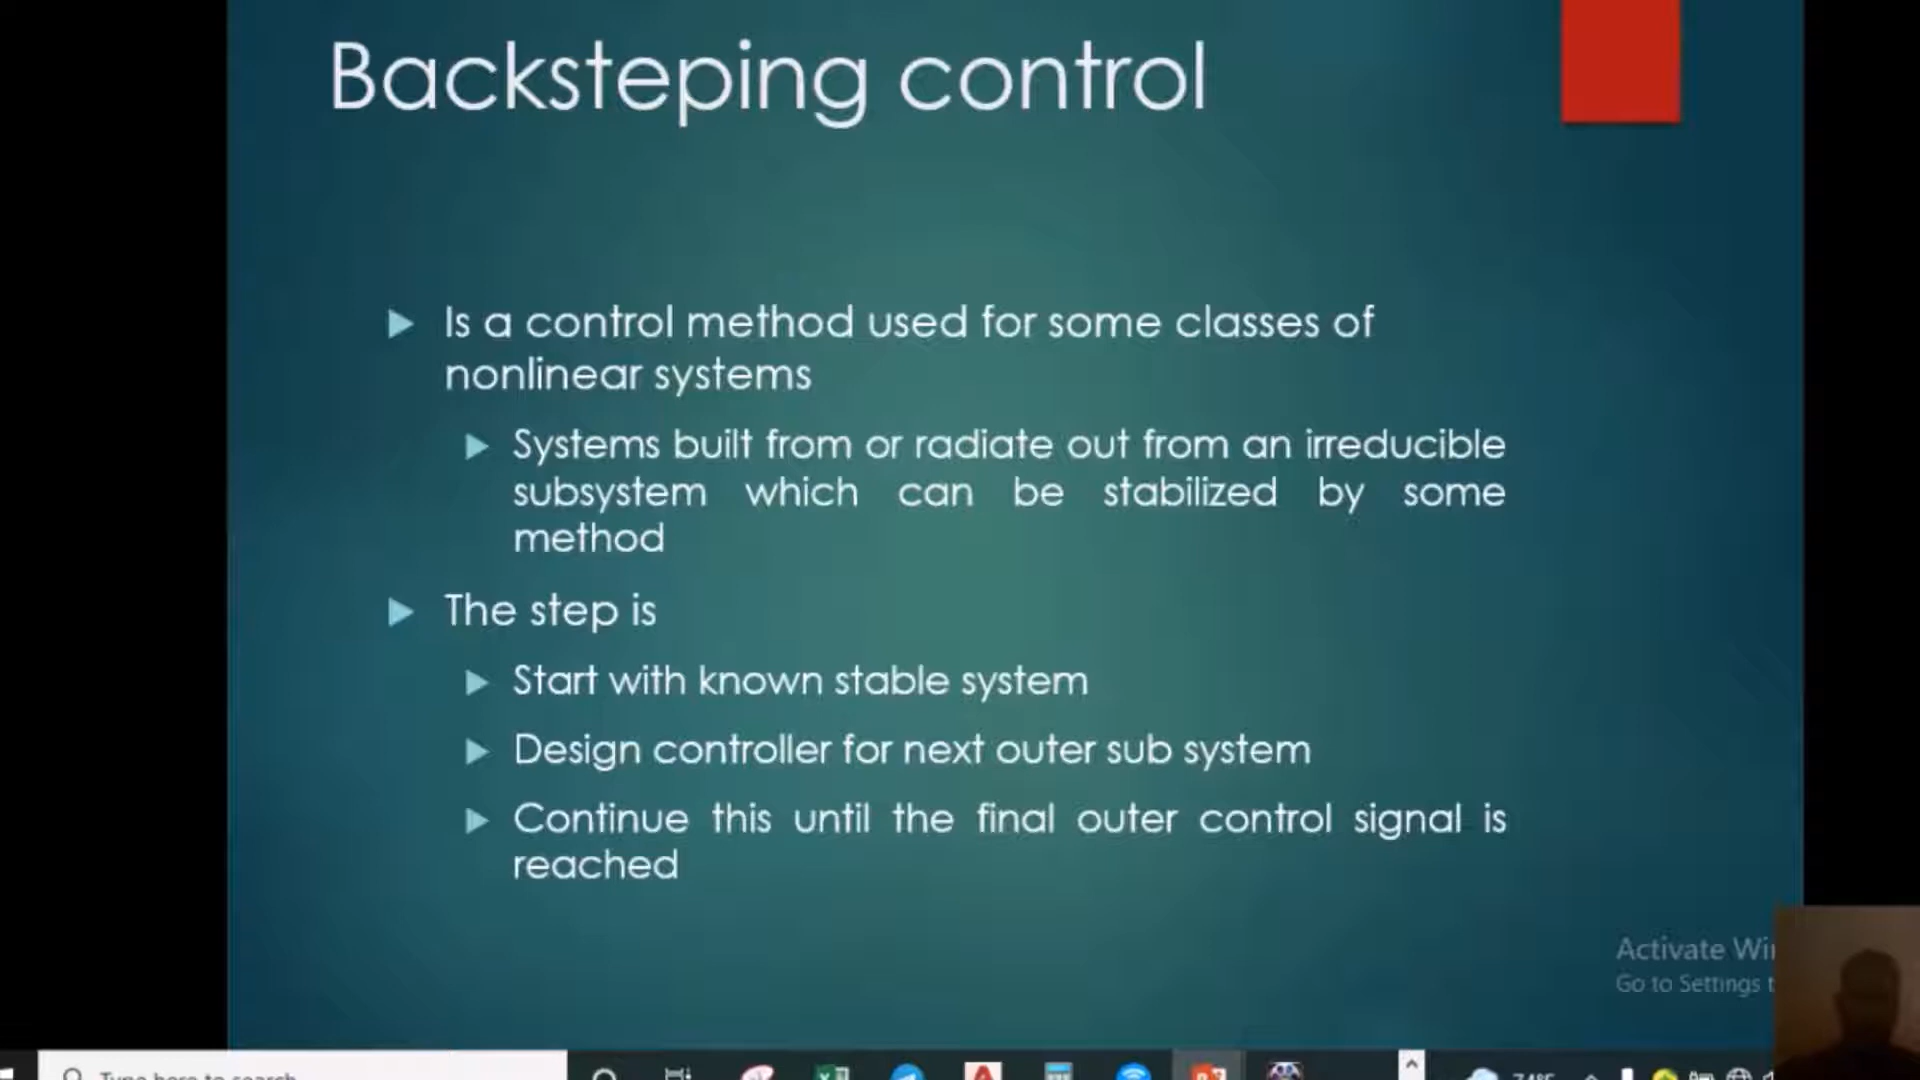 Backsteping control
Is a control method used for some classes of
nonlinear systems
Systems built from or radiate out from an irreducible
subsystem which can be stabilized by some
method
The step is
Start with known stable system
Design controller for next outer sub system
Continue this until the final outer control signal is
reached
Activate Wi
Go to Settings t
Type here to search
74°F